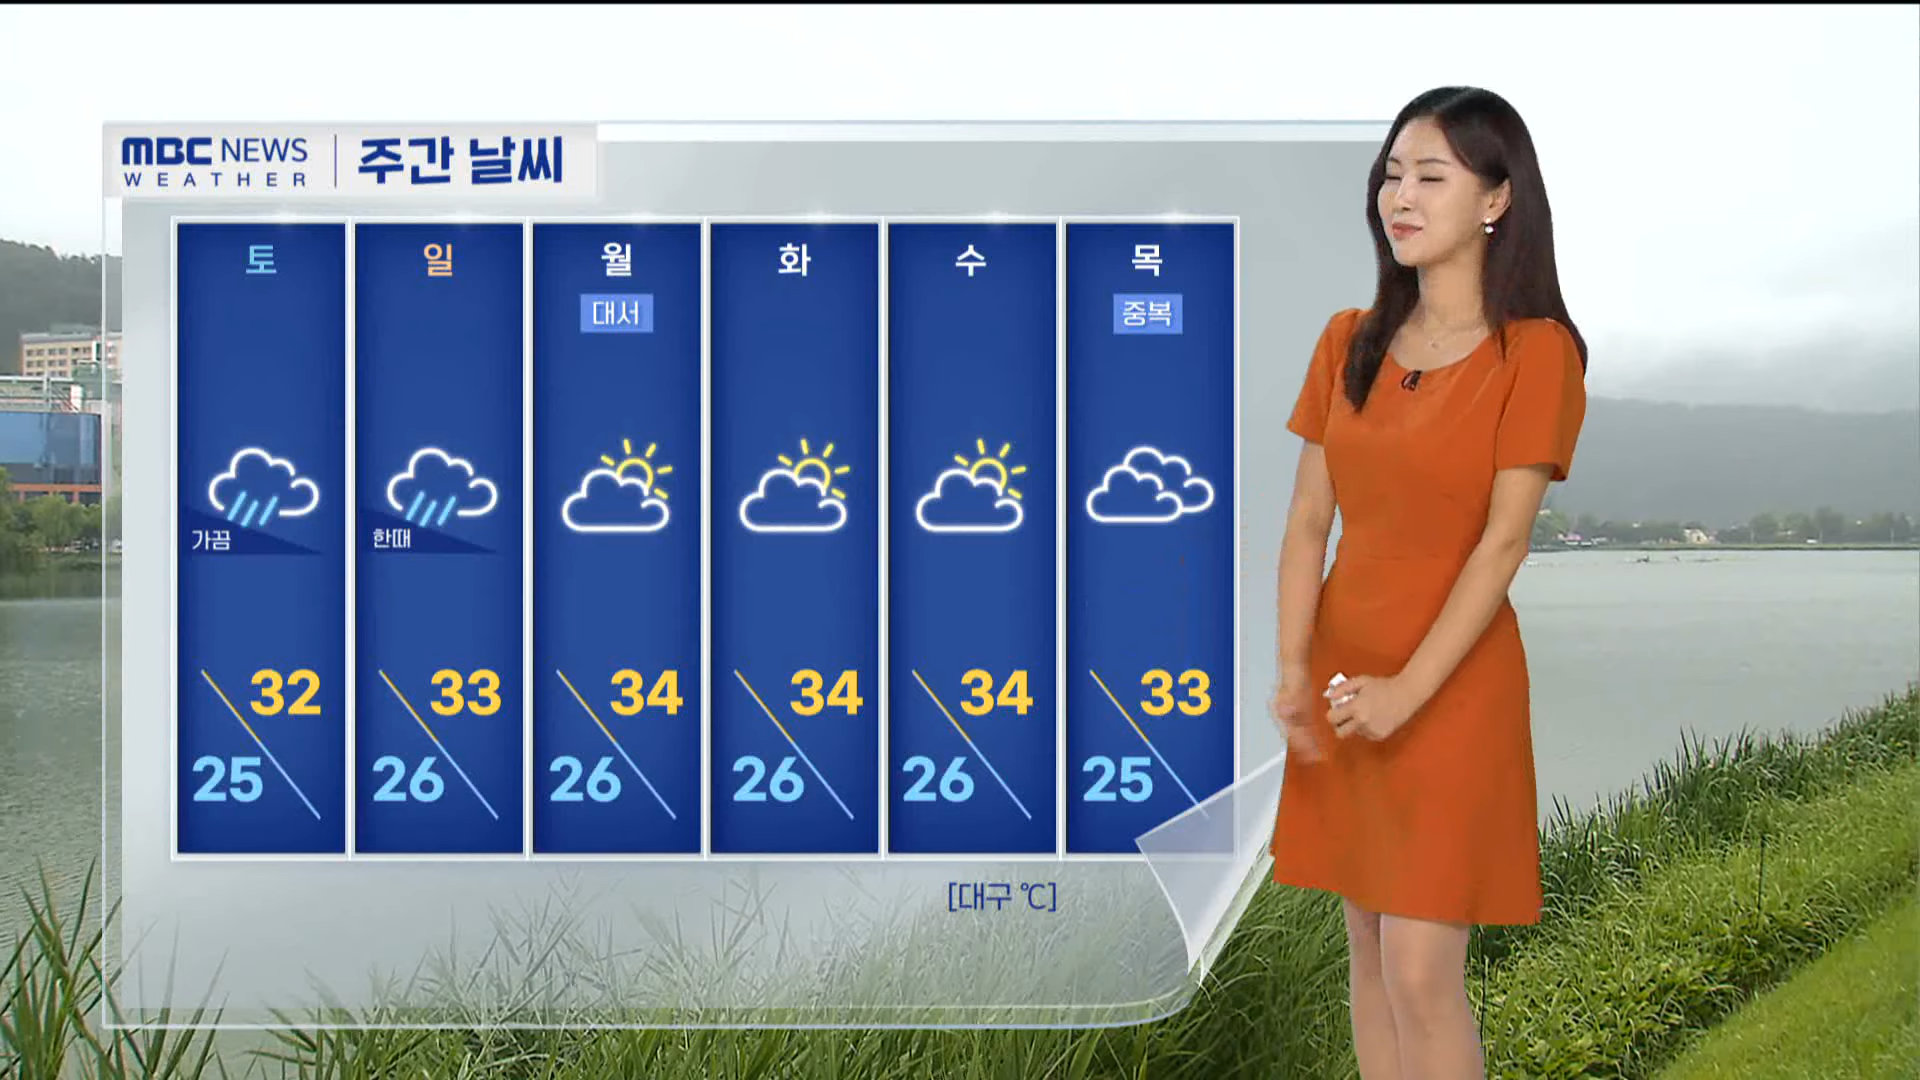 MBC NEWS
WEATHER
주간 날씨
토 일 월 화 수 목
대서 중복
가끔 한때
32 33 34 34 34 33
25 26 26 26 26 25
[대구 ℃]